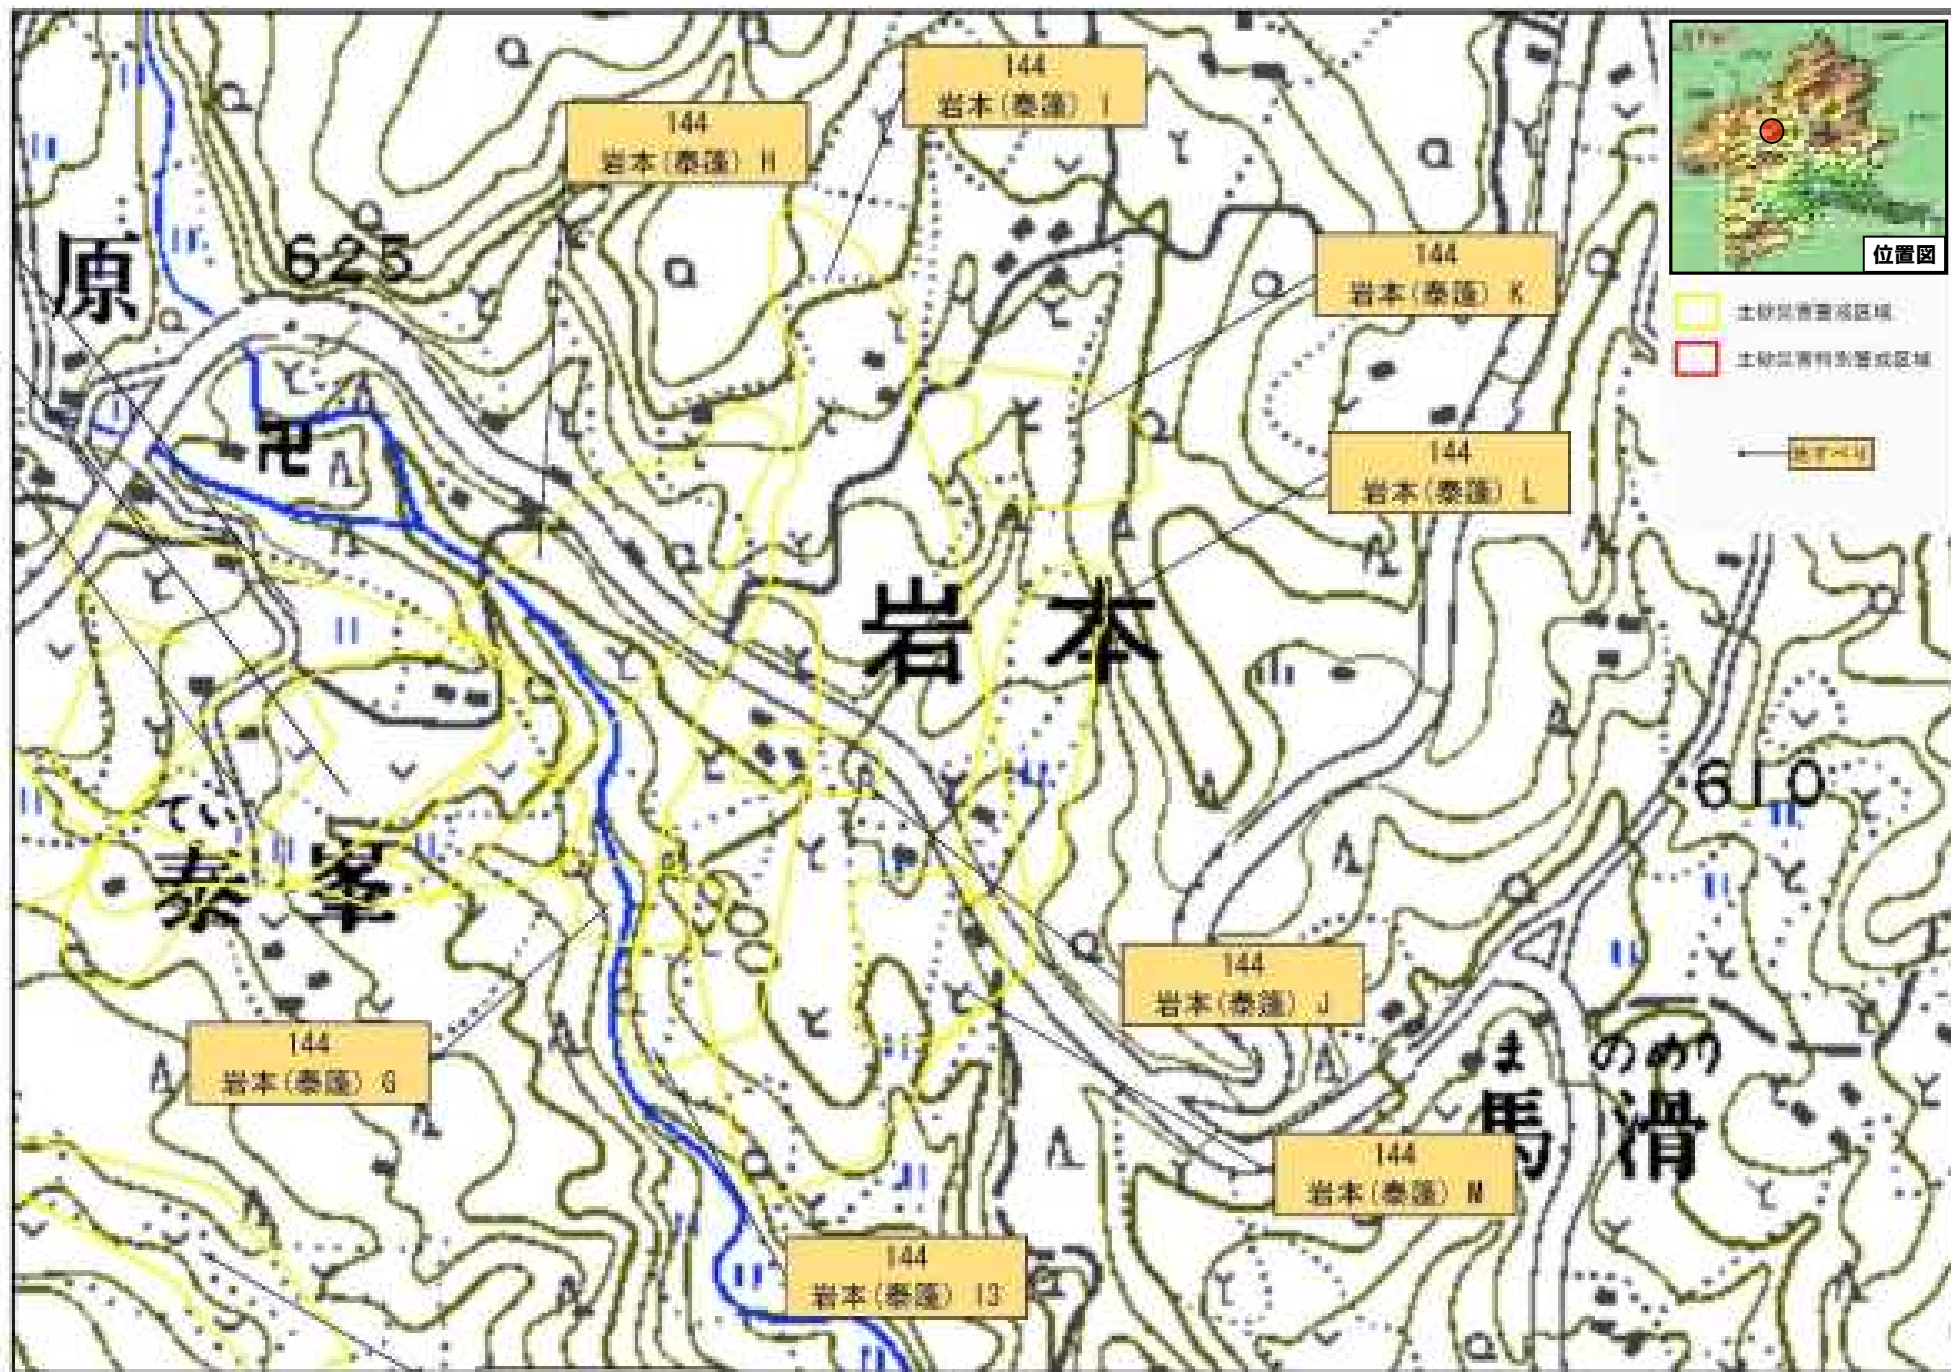 144
岩本(泰蓬) I
144
岩本(泰蓬) H
位置図
原
625
144
岩本(泰蓬) K
土砂災害警戒区域
土砂災害特別警戒区域
144
岩本(泰蓬) L
地すべり
岩本
610
てい
泰峯
144
岩本(泰蓬) J
144
岩本(泰蓬) G
ま のめり
馬滑
144
岩本(泰蓬) M
144
岩本(泰蓬) I3